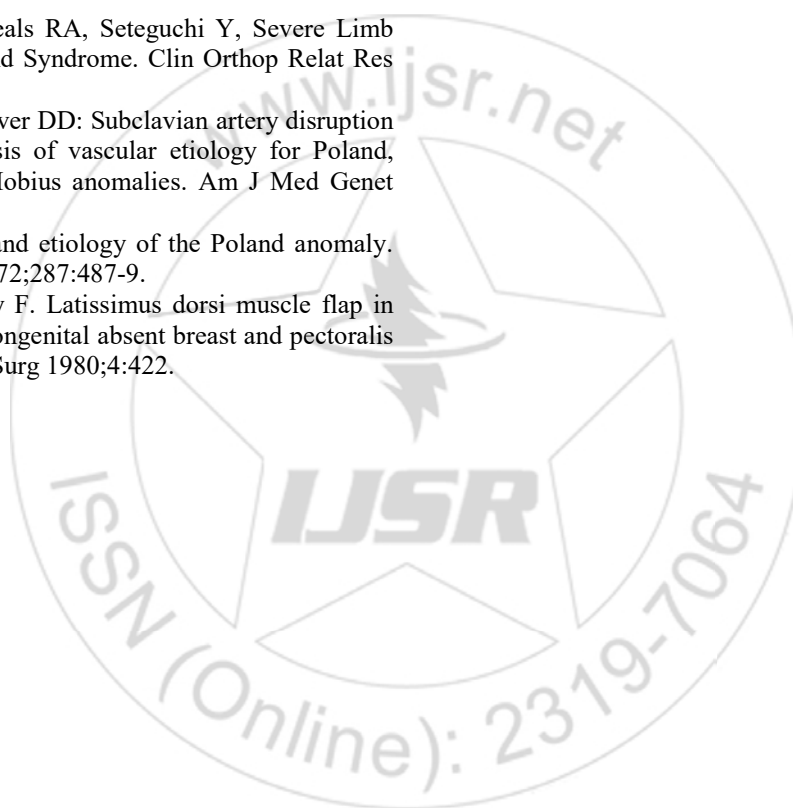 eals RA, Seteguchi Y, Severe Limb
d Syndrome. Clin Orthop Relat Res
ver DD: Subclavian artery disruption
sis of vascular etiology for Poland,
Mobius anomalies. Am J Med Genet
and etiology of the Poland anomaly.
72;287:487-9.
y F. Latissimus dorsi muscle flap in
ongenital absent breast and pectoralis
Surg 1980;4:422.
www.ijsr.net
IJSR
ISSN (Online): 2319-7064